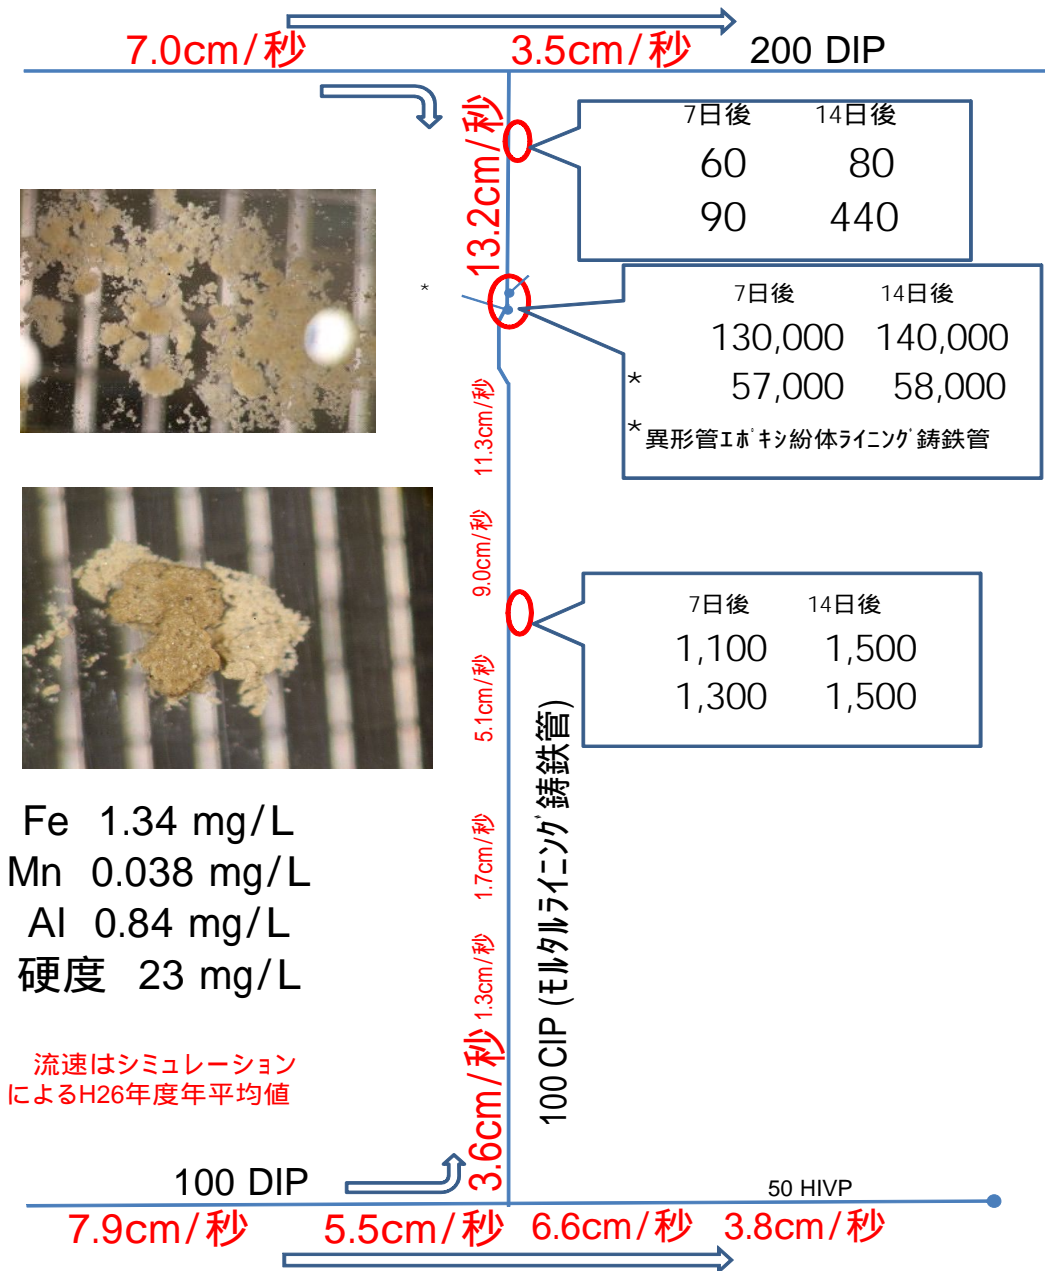 7.0cm/秒
3.5cm/秒
200 DIP
13.2cm/秒
7日後 14日後
60 80
90 440
*
7日後 14日後
130,000 140,000
* 57,000 58,000
*異形管エポキシ粉体ライニング鋳鉄管
11.3cm/秒
9.0cm/秒
7日後 14日後
1,100 1,500
1,300 1,500
5.1cm/秒
1.7cm/秒
1.3cm/秒
3.6cm/秒
100 CIP (モルタルライニング鋳鉄管)
Fe 1.34 mg/L
Mn 0.038 mg/L
Al 0.84 mg/L
硬度 23 mg/L
流速はシミュレーション
によるH26年度年平均値
100 DIP
50 HIVP
7.9cm/秒
5.5cm/秒
6.6cm/秒
3.8cm/秒